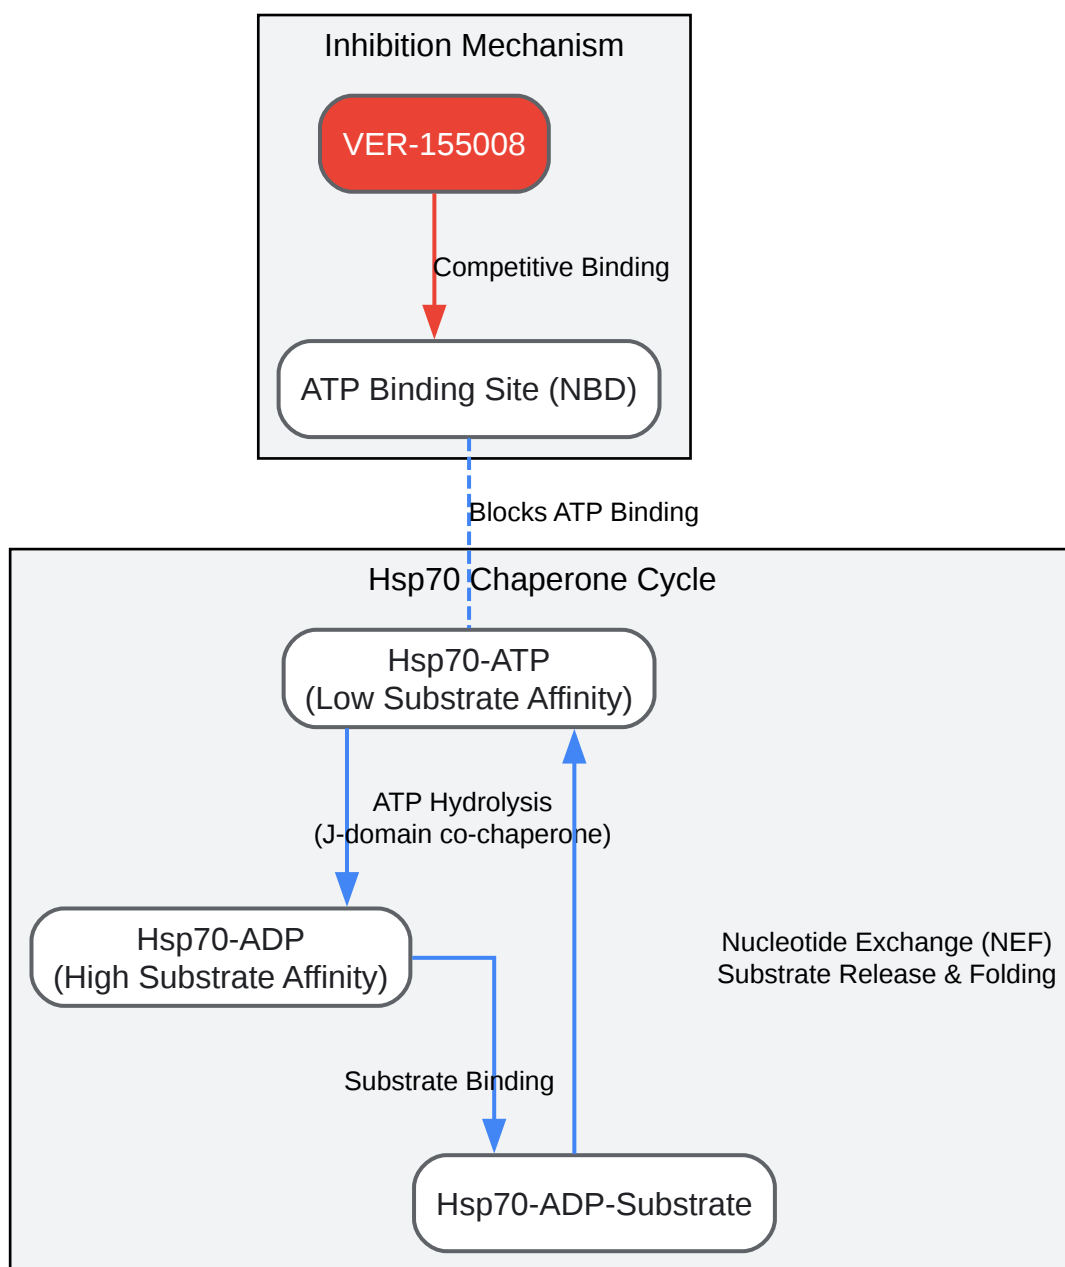 Inhibition Mechanism
VER-155008
Competitive Binding
ATP Binding Site (NBD)
Blocks ATP Binding
Hsp70 Chaperone Cycle
Hsp70-ATP
(Low Substrate Affinity)
ATP Hydrolysis
(J-domain co-chaperone)
Hsp70-ADP
(High Substrate Affinity)
Nucleotide Exchange (NEF)
Substrate Release & Folding
Substrate Binding
Hsp70-ADP-Substrate